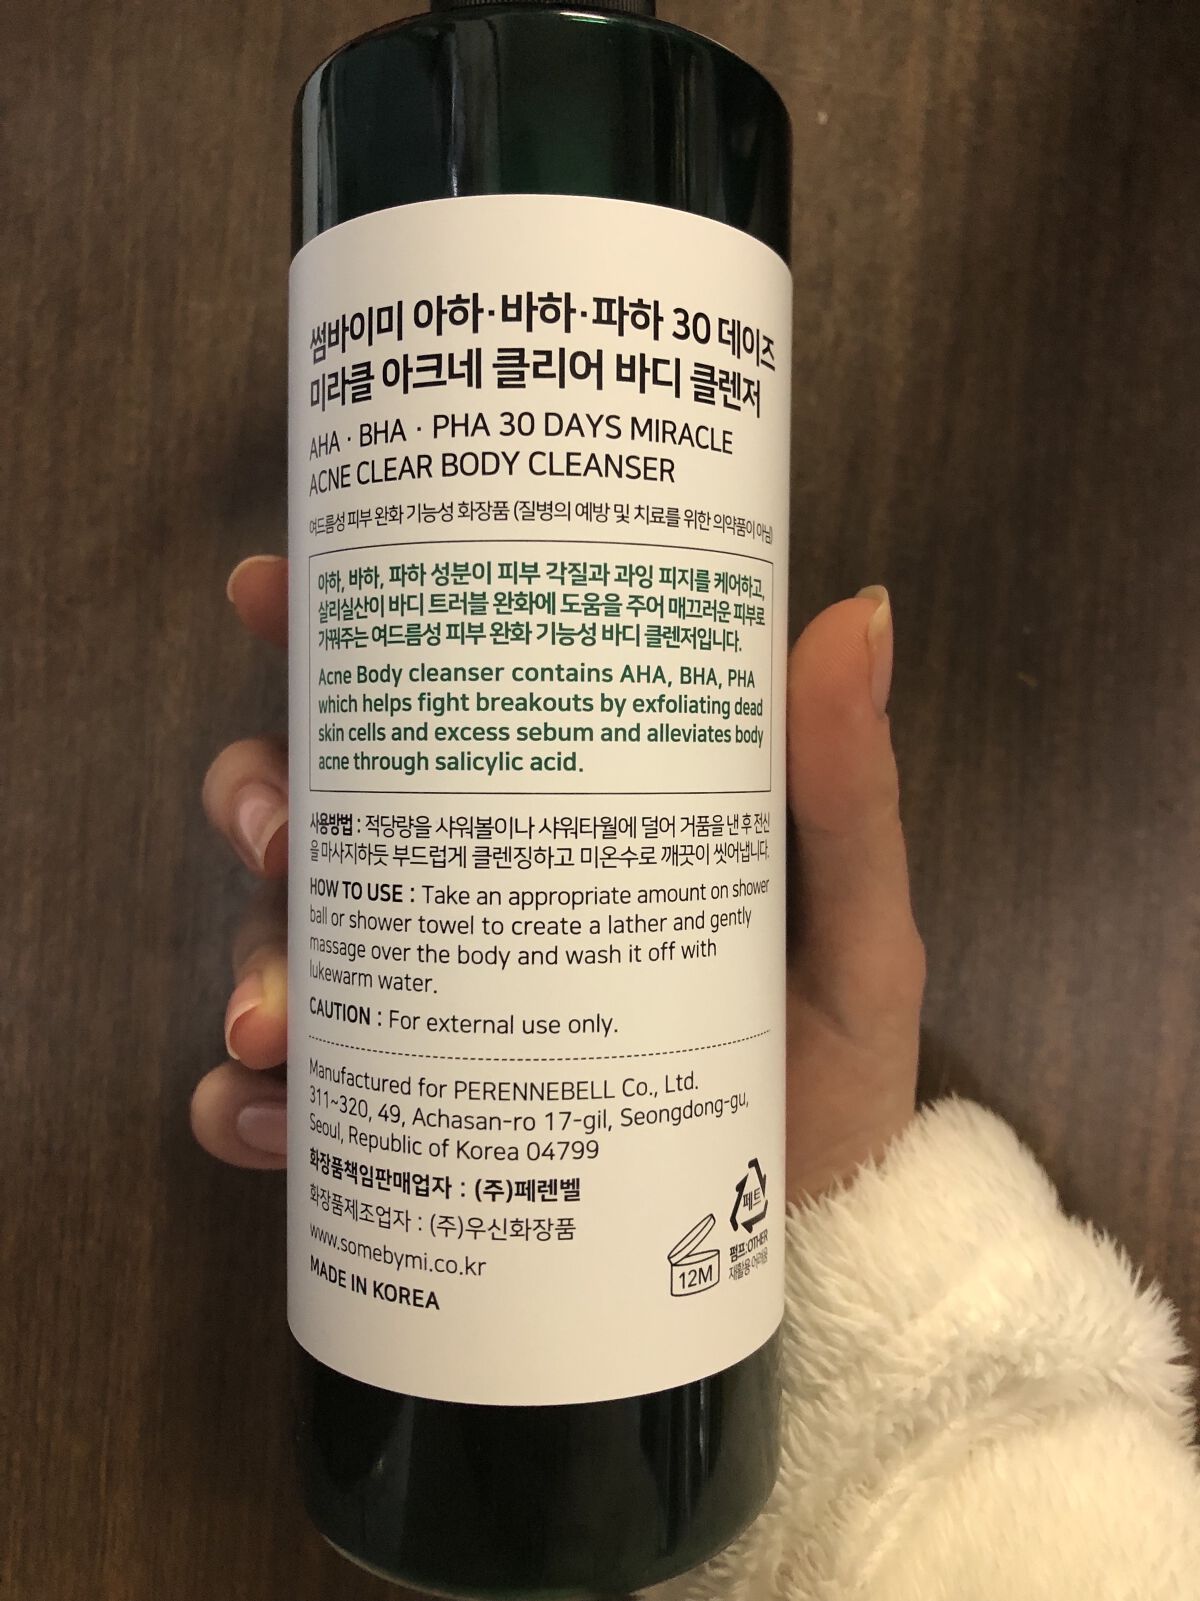 썸바이미 아하·바하·파하 30 데이즈
미라클 아크네 클리어 바디 클렌저
AHA · BHA · PHA 30 DAYS MIRACLE
ACNE CLEAR BODY CLEANSER
여드름성 피부 완화 기능성 화장품 (질병의 예방 및 치료를 위한 의약품이 아님)
아하, 바하, 파하 성분이 피부 각질과 과잉 피지를 케어하고,
살리실산이 바디 트러블 완화에 도움을 주어 매끄러운 피부로
가꿔주는 여드름성 피부 완화 기능성 바디 클렌저입니다.
Acne Body cleanser contains AHA, BHA, PHA
which helps fight breakouts by exfoliating dead
skin cells and excess sebum and alleviates body
acne through salicylic acid.
사용방법 : 적당량을 샤워볼이나 샤워타월에 덜어 거품을 낸 후 전신
을 마사지하듯 부드럽게 클렌징하고 미온수로 깨끗이 씻어냅니다.
HOW TO USE : Take an appropriate amount on shower
ball or shower towel to create a lather and gently
massage over the body and wash it off with
lukewarm water.
CAUTION : For external use only.
Manufactured for PERENNEBELL Co., Ltd.
311~320, 49, Achasan-ro 17-gil, Seongdong-gu,
Seoul, Republic of Korea 04799
화장품책임판매업자 : (주)페렌벨
화장품제조업자 : (주)우신화장품
www.somebymi.co.kr
MADE IN KOREA
12M
페트
펌프:OTHER
재활용 어려움